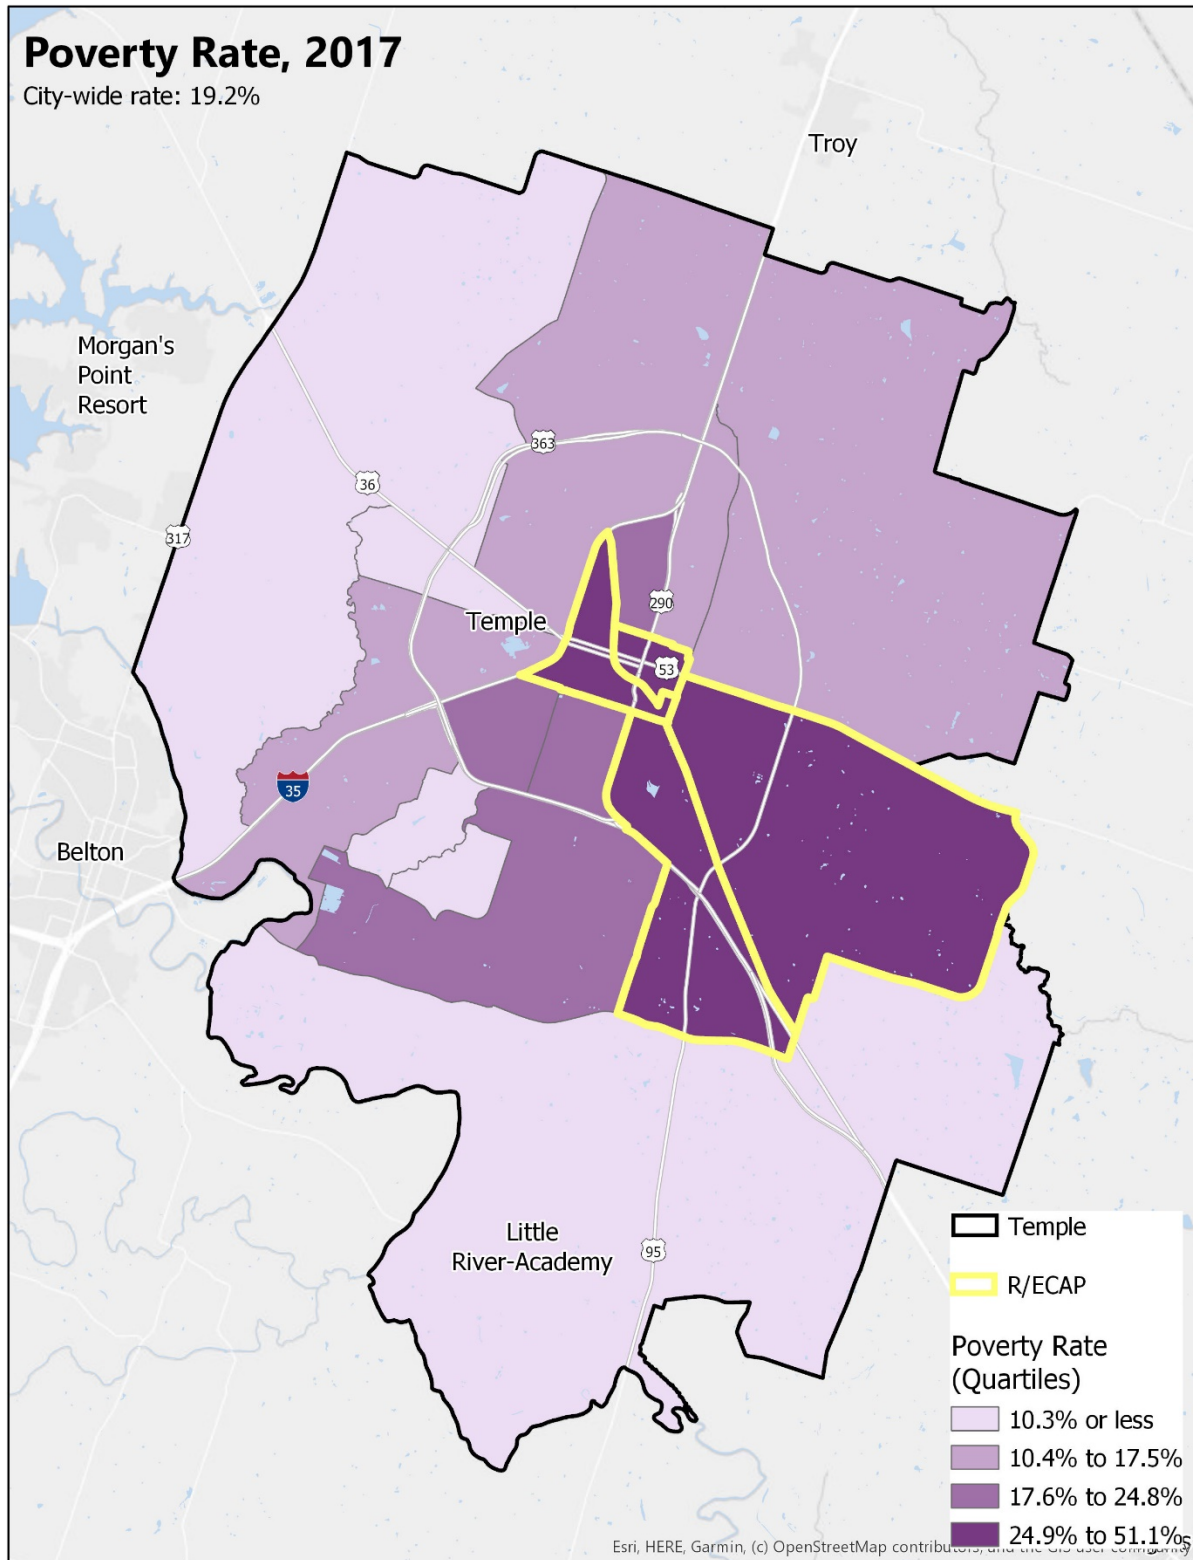 Poverty Rate, 2017
City-wide rate: 19.2%
Troy
Morgan's
Point
Resort
363
36
317
290
Temple
53
35
Belton
Little
River-Academy
95
Temple
R/ECAP
Poverty Rate
(Quartiles)
10.3% or less
10.4% to 17.5%
17.6% to 24.8%
24.9% to 51.1%
Esri, HERE, Garmin, (c) OpenStreetMap contributors, and the GIS user community